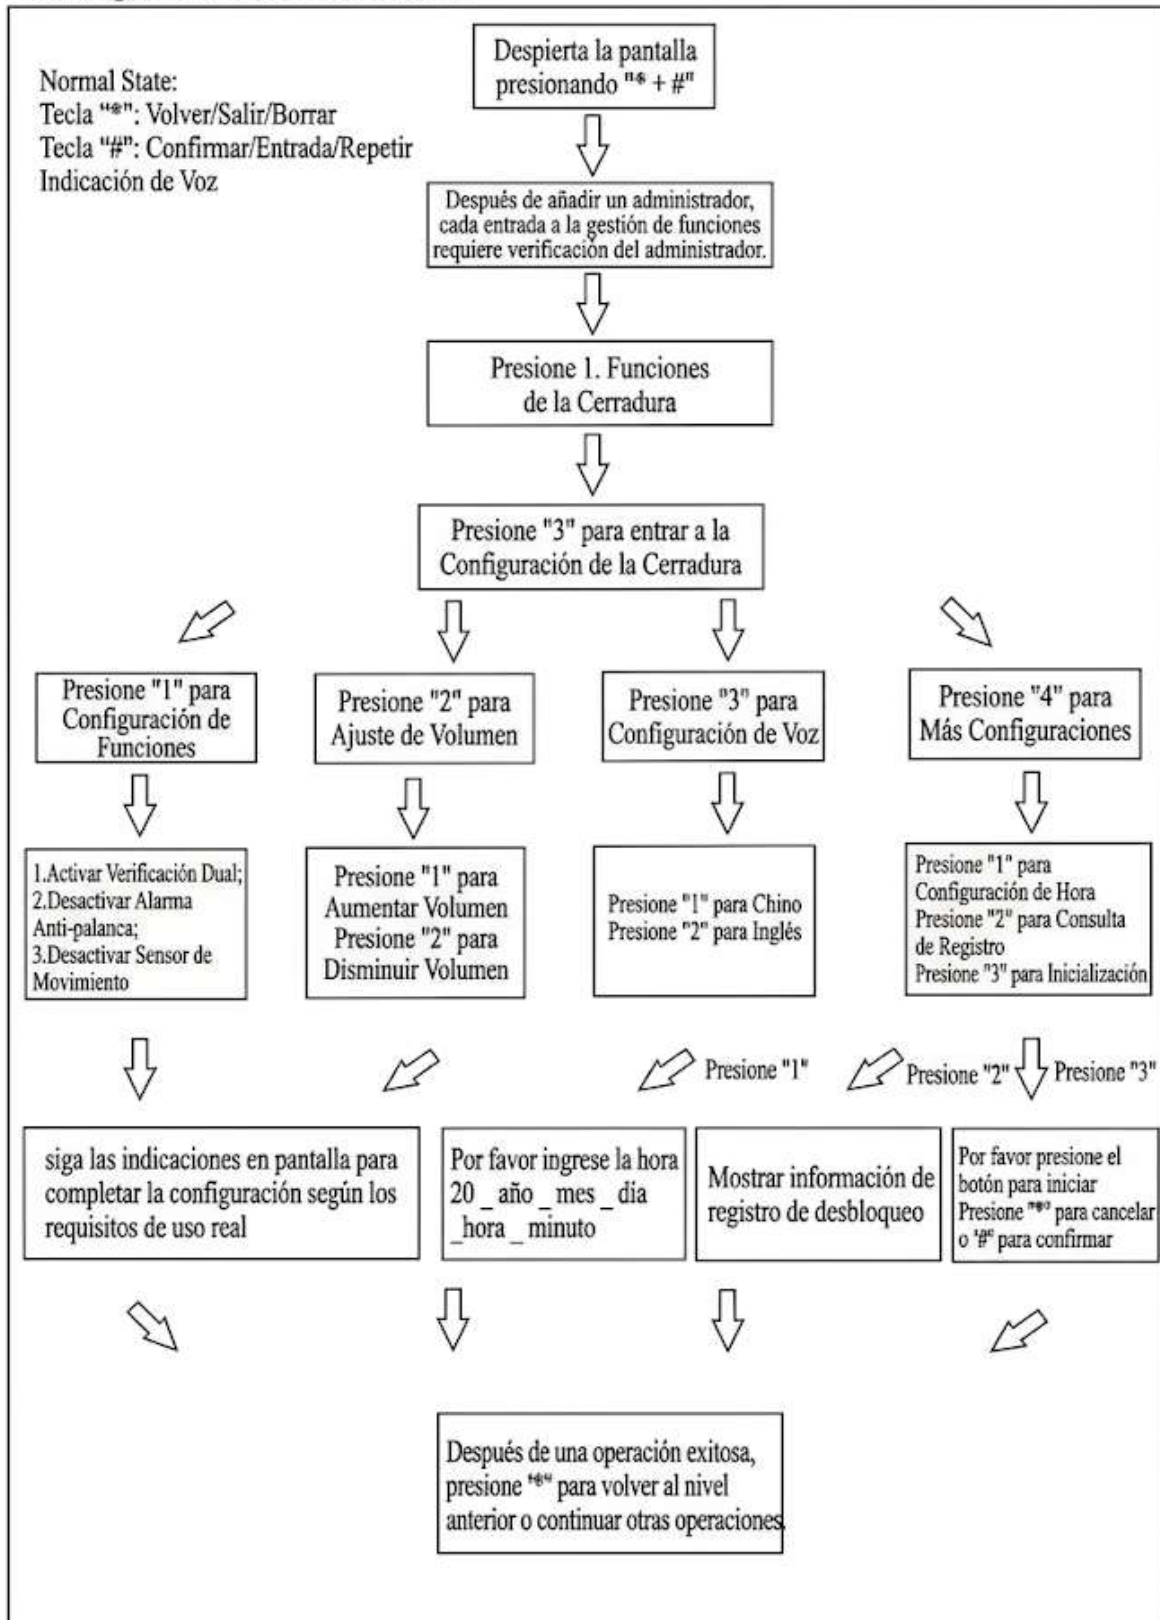 Despierta la pantalla
presionando "* + #"
Normal State:
Tecla "*": Volver/Salir/Borrar
Tecla "#": Confirmar/Entrada/Repetir
Indicación de Voz
Después de añadir un administrador,
cada entrada a la gestión de funciones
requiere verificación del administrador.
Presione 1. Funciones
de la Cerradura
Presione "3" para entrar a la
Configuración de la Cerradura
Presione "1" para
Configuración de
Funciones
Presione "2" para
Ajuste de Volumen
Presione "3" para
Configuración de Voz
Presione "4" para
Más Configuraciones
1.Activar Verificación Dual;
2.Desactivar Alarma
Anti-palanca;
3.Desactivar Sensor de
Movimiento
Presione "1" para
Aumentar Volumen
Presione "2" para
Disminuir Volumen
Presione "1" para Chino
Presione "2" para Inglés
Presione "1" para
Configuración de Hora
Presione "2" para Consulta
de Registro
Presione "3" para Inicialización
Presione "1"
Presione "2"
Presione "3"
siga las indicaciones en pantalla para
completar la configuración según los
requisitos de uso real
Por favor ingrese la hora
20 _ año _ mes _ dia
_hora _ minuto
Mostrar información de
registro de desbloqueo
Por favor presione el
botón para iniciar
Presione "*" para cancelar
o "#" para confirmar
Después de una operación exitosa,
presione "*" para volver al nivel
anterior o continuar otras operaciones.